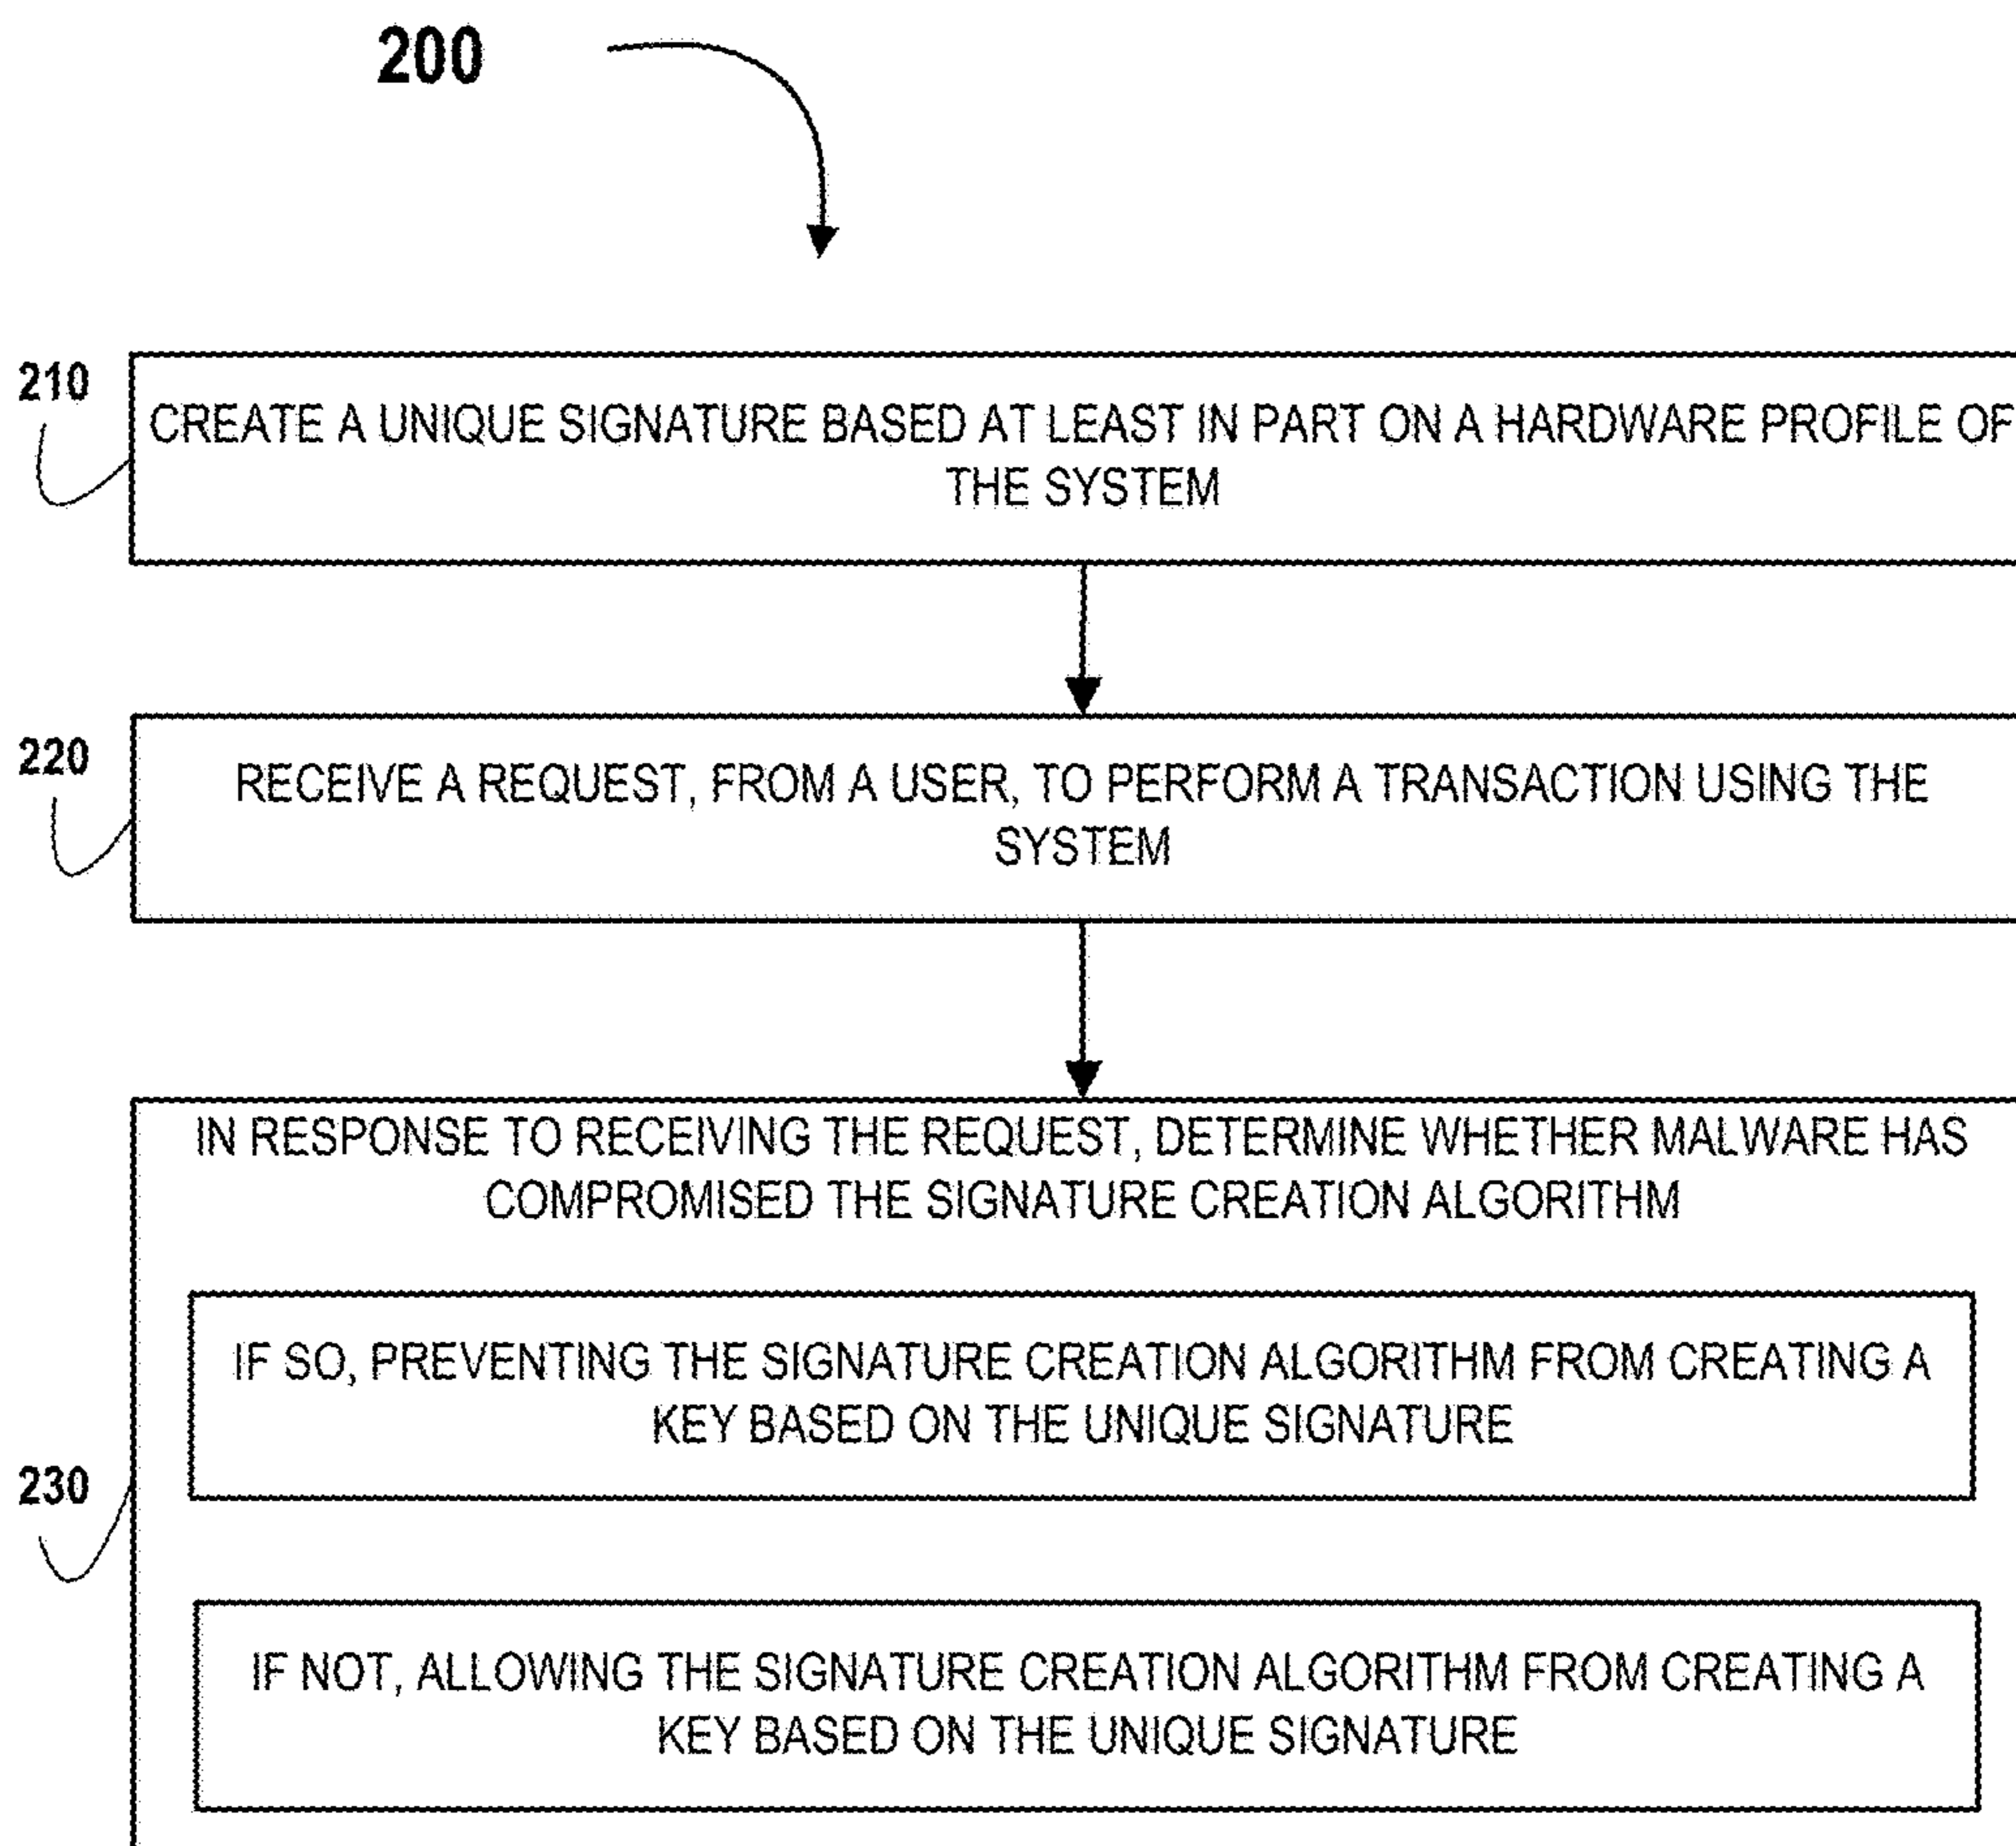 200
210
CREATE A UNIQUE SIGNATURE BASED AT LEAST IN PART ON A HARDWARE PROFILE OF
THE SYSTEM
220
RECEIVE A REQUEST, FROM A USER, TO PERFORM A TRANSACTION USING THE
SYSTEM
IN RESPONSE TO RECEIVING THE REQUEST, DETERMINE WHETHER MALWARE HAS
COMPROMISED THE SIGNATURE CREATION ALGORITHM
IF SO, PREVENTING THE SIGNATURE CREATION ALGORITHM FROM CREATING A
KEY BASED ON THE UNIQUE SIGNATURE
230
IF NOT, ALLOWING THE SIGNATURE CREATION ALGORITHM FROM CREATING A
KEY BASED ON THE UNIQUE SIGNATURE